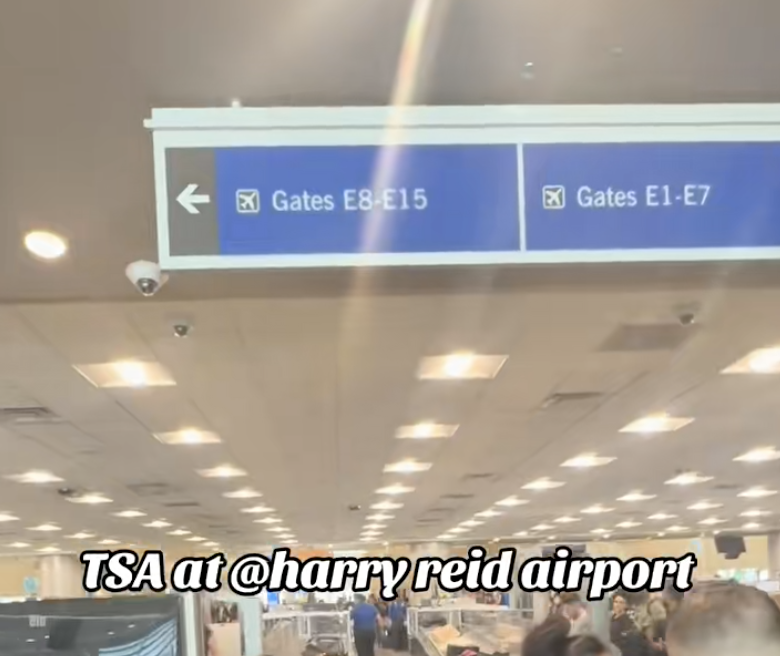 Gates E8-E15
Gates E1-E7
TSA at @harry reid airport